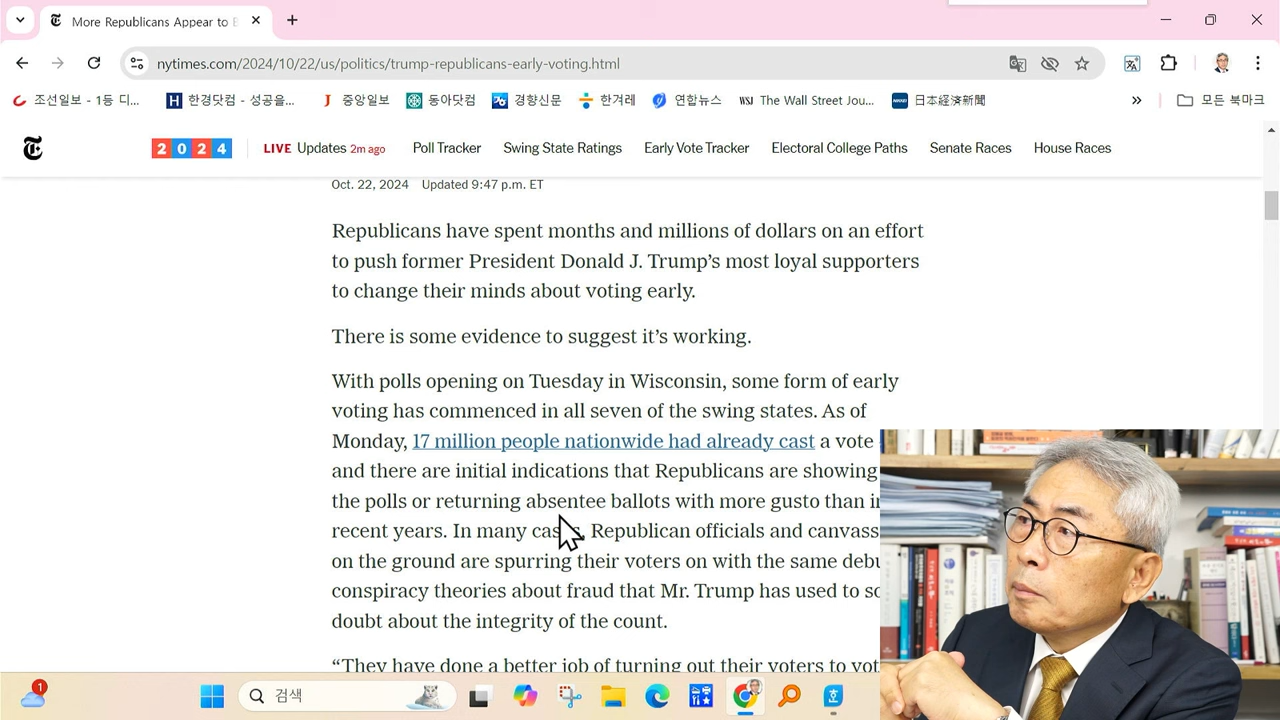 More Republicans Appear to
nytimes.com/2024/10/22/us/politics/trump-republicans-early-voting.html
조선일보 - 1등 디...
한경닷컴 - 성공을...
중앙일보
동아닷컴
경향신문
한겨레
연합뉴스
WSJ The Wall Street Jou...
NIKKEI 日本経済新聞
모든 북마크
2024
LIVE Updates 2m ago
Poll Tracker
Swing State Ratings
Early Vote Tracker
Electoral College Paths
Senate Races
House Races
Oct. 22, 2024 Updated 9:47 p.m. ET
Republicans have spent months and millions of dollars on an effort
to push former President Donald J. Trump’s most loyal supporters
to change their minds about voting early.
There is some evidence to suggest it’s working.
With polls opening on Tuesday in Wisconsin, some form of early
voting has commenced in all seven of the swing states. As of
Monday, 17 million people nationwide had already cast a vote
and there are initial indications that Republicans are showing
the polls or returning absentee ballots with more gusto than
recent years. In many Republican officials and
on the ground are spurring their voters on with the same
conspiracy theories about fraud that Mr. Trump has used to
doubt about the integrity of the count.
“They have done a better job of turning out their voters to
1
검색